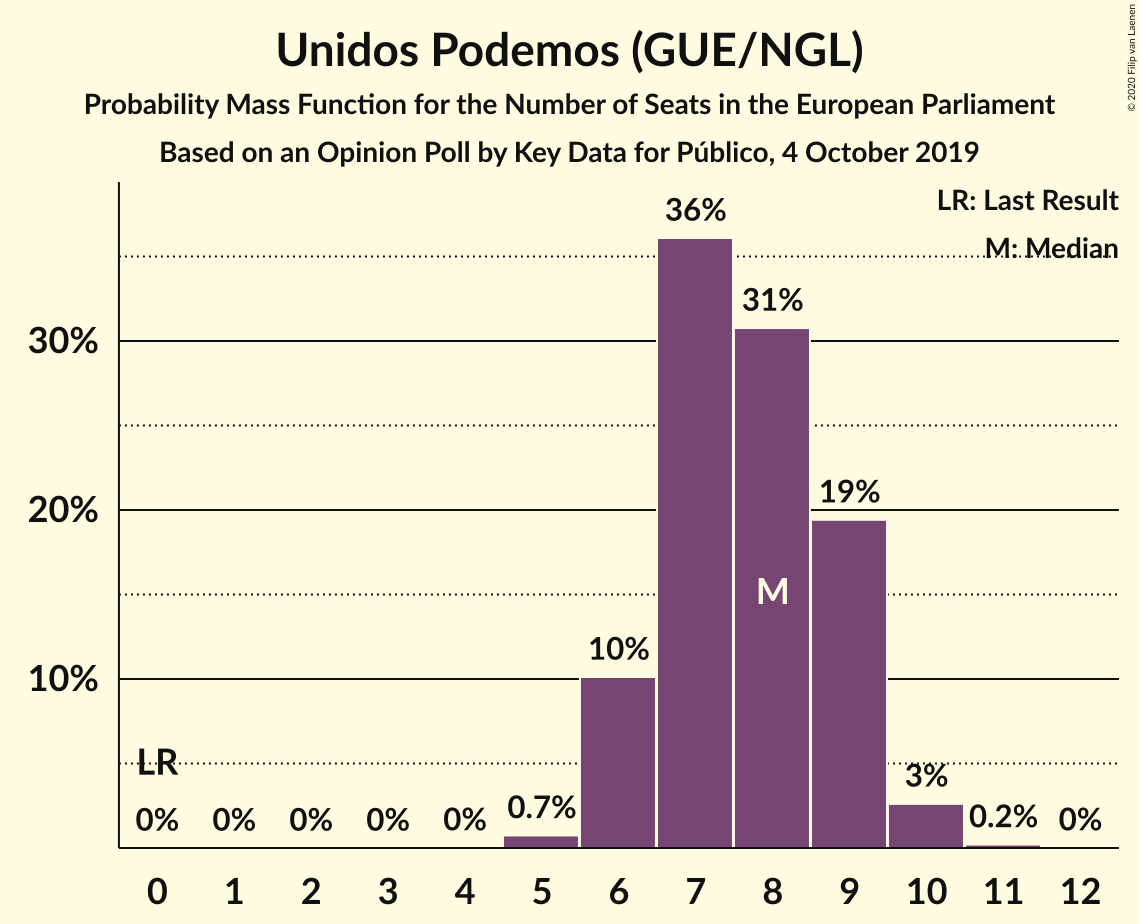 Unidos Podemos (GUE/NGL)
Probability Mass Function for the Number of Seats in the European Parliament
Based on an Opinion Poll by Key Data for Público, 4 October 2019
© 2020 Filip van Laenen
LR: Last Result
M: Median
36%
31%
30%
19%
20%
M
10%
10%
LR
3%
0% 0% 0% 0% 0% 0.7% 0.2% 0%
0 1 2 3 4 5 6 7 8 9 10 11 12